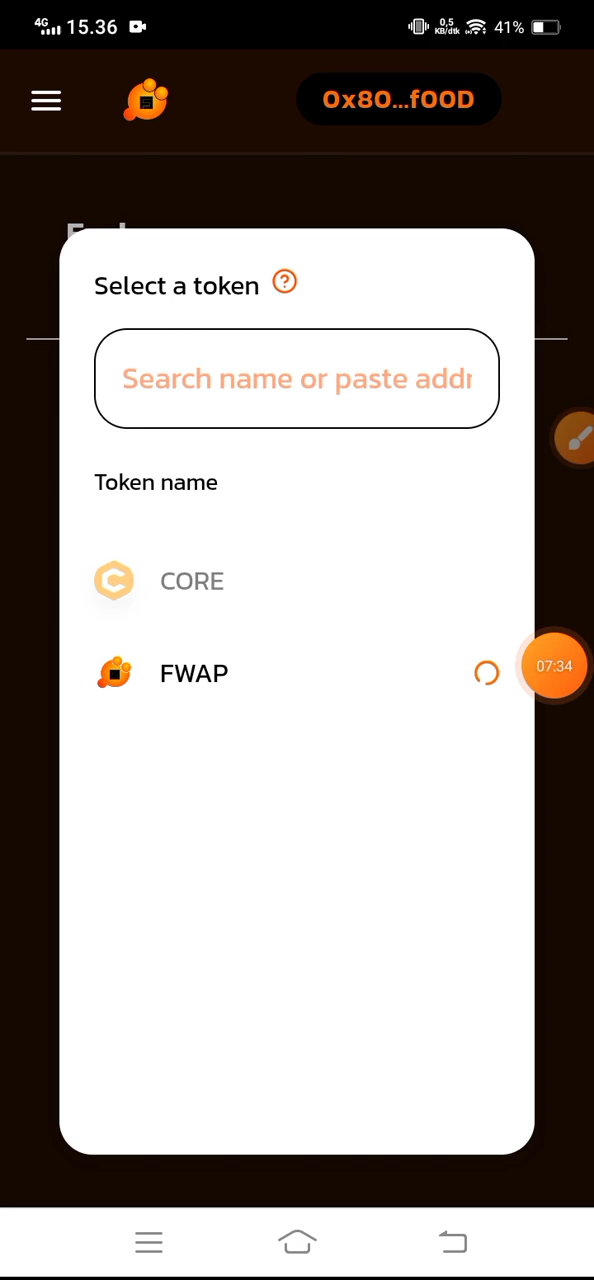 4G 15.36 0,5 KB/dtk 41%
0x80...f00D
Select a token
Search name or paste addr
Token name
CORE
FWAP
07:34